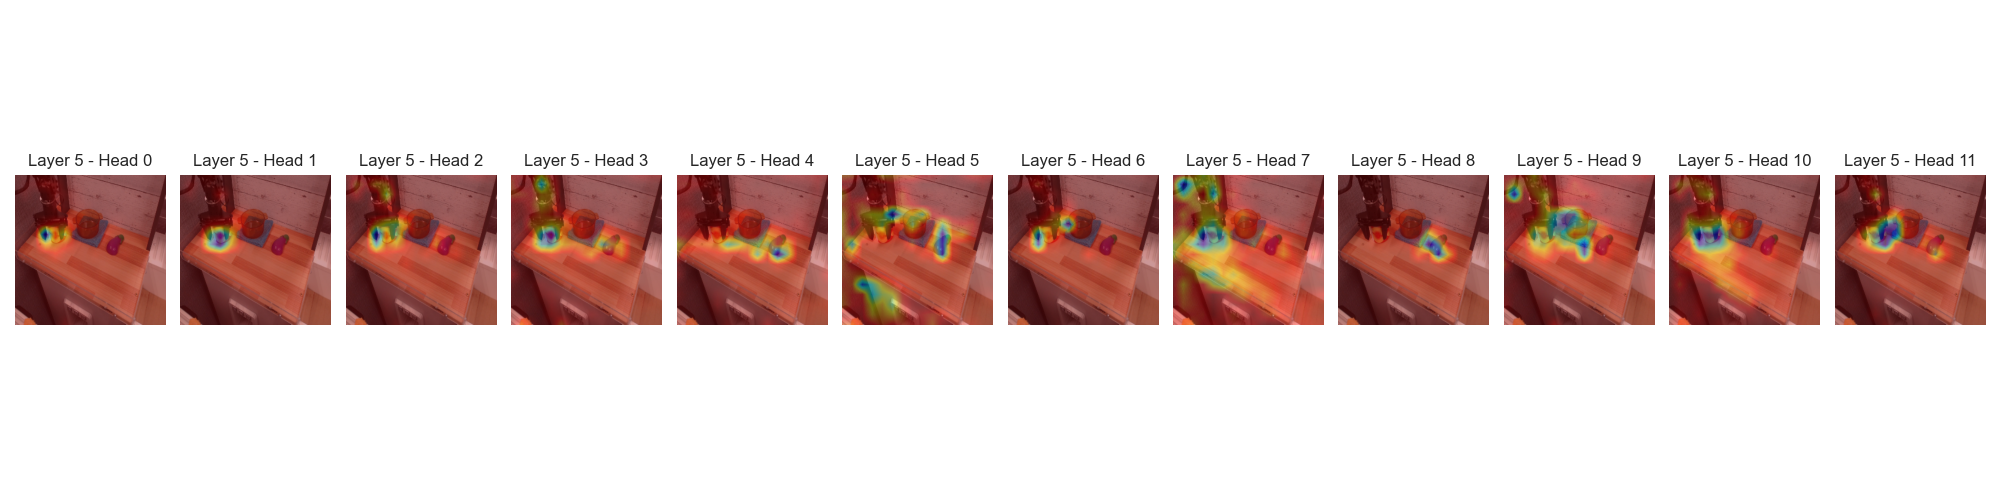 Layer 5 - Head 0
Layer 5 - Head 1
Layer 5 - Head 2
Layer 5 - Head 3
Layer 5 - Head 4
Layer 5 - Head 5
Layer 5 - Head 6
Layer 5 - Head 7
Layer 5 - Head 8
Layer 5 - Head 9
Layer 5 - Head 10
Layer 5 - Head 11